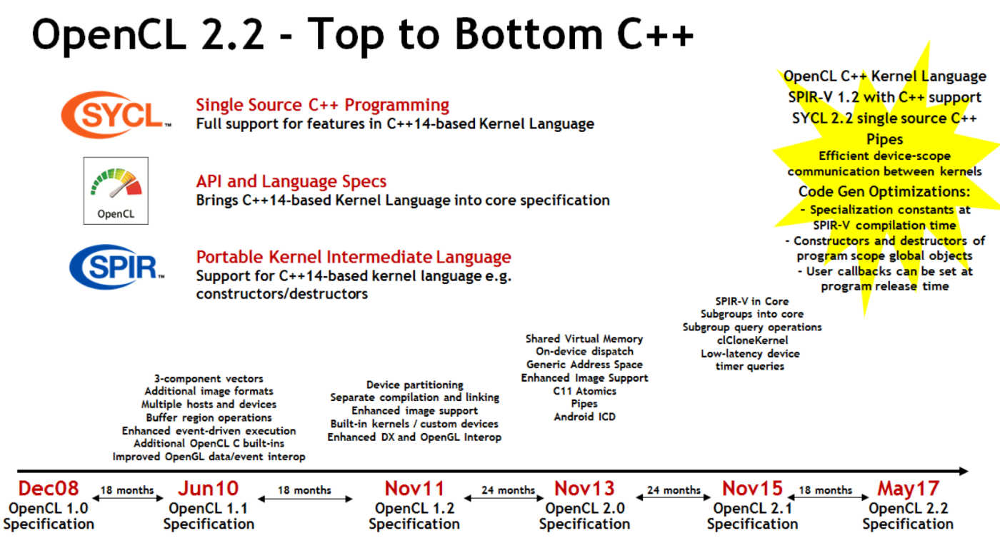 OpenCL 2.2 - Top to Bottom C++
SYCL™
Single Source C++ Programming
Full support for features in C++14-based Kernel Language
OpenCL
API and Language Specs
Brings C++14-based Kernel Language into core specification
SPIR™
Portable Kernel Intermediate Language
Support for C++14-based kernel language e.g.
constructors/destructors
OpenCL C++ Kernel Language
SPIR-V 1.2 with C++ support
SYCL 2.2 single source C++
Pipes
Efficient device-scope
communication between kernels
Code Gen Optimizations:
- Specialization constants at
SPIR-V compilation time
- Constructors and destructors of
program scope global objects
- User callbacks can be set at
program release time
3-component vectors
Additional image formats
Multiple hosts and devices
Buffer region operations
Enhanced event-driven execution
Additional OpenCL C built-ins
Improved OpenGL data/event interop
Device partitioning
Separate compilation and linking
Enhanced image support
Built-in kernels / custom devices
Enhanced DX and OpenGL Interop
Shared Virtual Memory
On-device dispatch
Generic Address Space
Enhanced Image Support
C11 Atomics
Pipes
Android ICD
SPIR-V in Core
Subgroups into core
Subgroup query operations
clCloneKernel
Low-latency device
timer queries
Dec08
OpenCL 1.0
Specification
18 months
Jun10
OpenCL 1.1
Specification
18 months
Nov11
OpenCL 1.2
Specification
24 months
Nov13
OpenCL 2.0
Specification
24 months
Nov15
OpenCL 2.1
Specification
18 months
May17
OpenCL 2.2
Specification